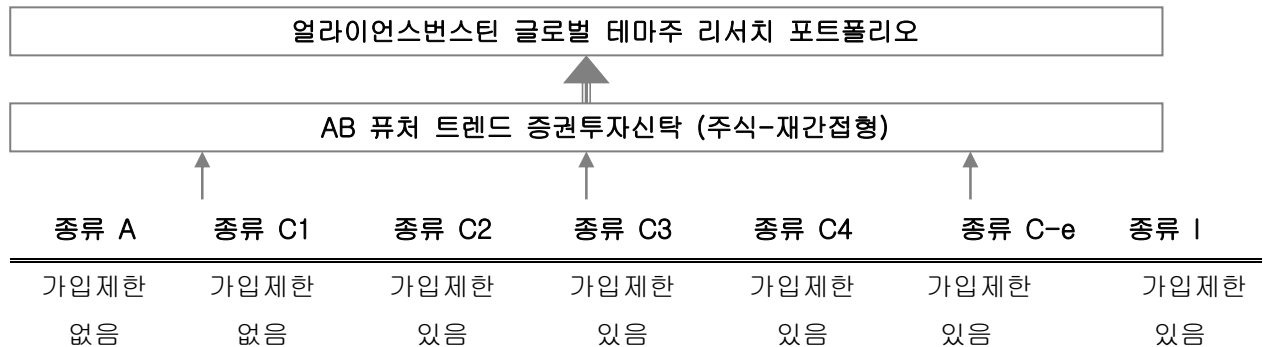 얼라이언스번스틴 글로벌 테마주 리서치 포트폴리오
AB 퓨처 트렌드 증권투자신탁 (주식-재간접형)
종류 A 종류 C1 종류 C2 종류 C3 종류 C4 종류 C-e 종류 I
가입제한 가입제한 가입제한 가입제한 가입제한 가입제한 가입제한
없음 없음 있음 있음 있음 있음 있음